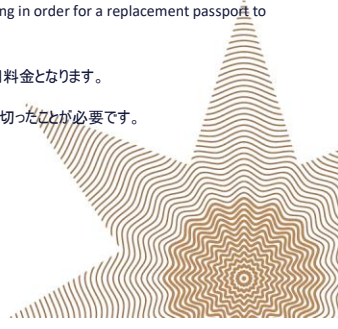 ng in order for a replacement passport to
料金となります。
切ったことが必要です。